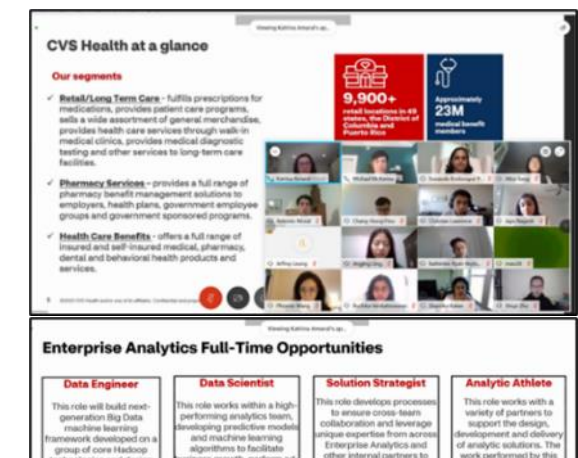 CVS Health at a glance
Our segments
✓ Retail/Long Term Care - fulfills prescriptions for
medications, provides patient care programs,
sells a wide assortment of general merchandise,
provides health care services through walk-in
medical clinics, provides medical diagnostic
testing and other services to long-term care
facilities.
✓ Pharmacy Services - provides a full range of
pharmacy benefit management solutions to
employers, health plans, government employee
groups and government sponsored programs.
✓ Health Care Benefits - offers a full range of
insured and self-insured medical, pharmacy,
dental and behavioral health products and
services.
9,900+
retail locations in 49
states, the District of
Columbia and
Puerto Rico
Approximately
23M
medical benefit
members
Enterprise Analytics Full-Time Opportunities
Data Engineer
This role will build next-
generation Big Data
machine learning
framework developed on a
group of core Hadoop
Data Scientist
This role works within a high-
performing analytics team,
developing predictive models
and machine learning
algorithms to facilitate
Solution Strategist
This role develops processes
to ensure cross-team
collaboration and leverage
unique expertise from across
Enterprise Analytics and
other internal partners to
Analytic Athlete
This role works with a
variety of partners to
support the design,
development and delivery
of analytic solutions. The
work performed by this